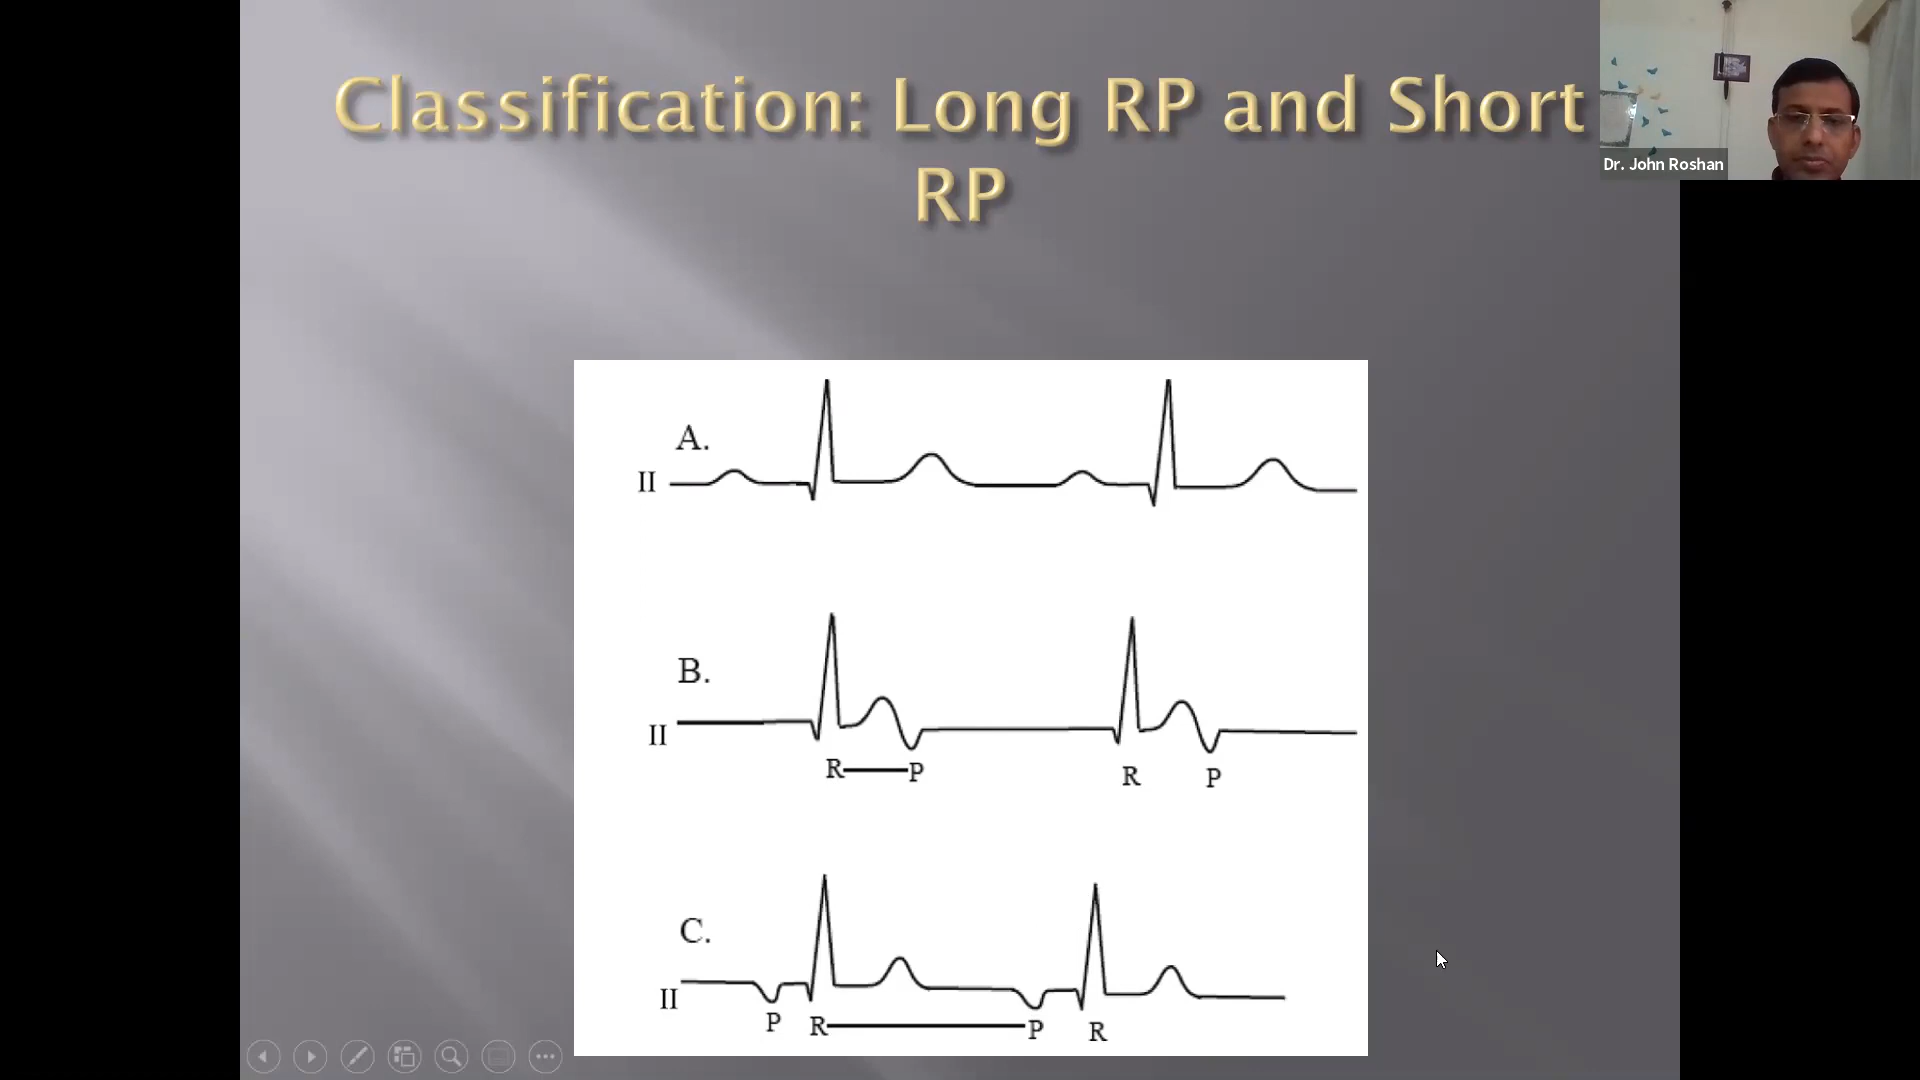 Classification: Long RP and Short
RP
Dr. John Roshan
A.
II
B.
II
R P R P
C.
II
P R P R